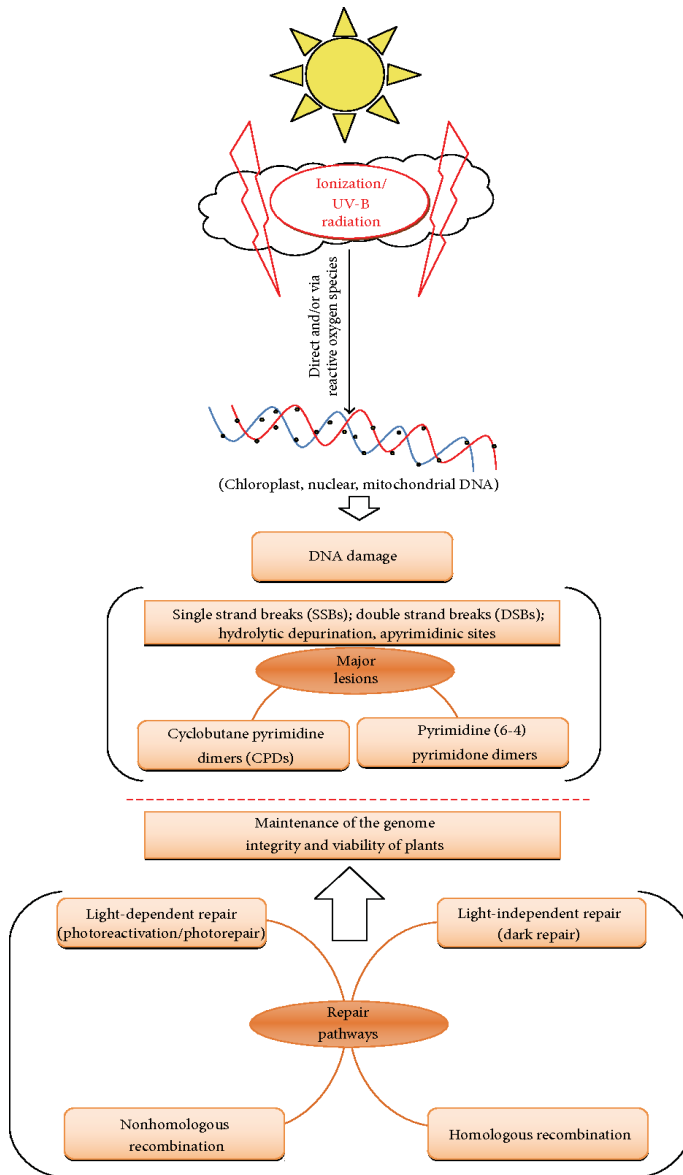 Ionization/
UV-B
radiation
Direct and/or via
reactive oxygen species
(Chloroplast, nuclear, mitochondrial DNA)
DNA damage
Single strand breaks (SSBs); double strand breaks (DSBs);
hydrolytic depurination, apyrimidinic sites
Major
lesions
Cyclobutane pyrimidine
dimers (CPDs)
Pyrimidine (6-4)
pyrimidone dimers
Maintenance of the genome
integrity and viability of plants
Light-dependent repair
(photoreactivation/photorepair)
Light-independent repair
(dark repair)
Repair
pathways
Nonhomologous
recombination
Homologous recombination